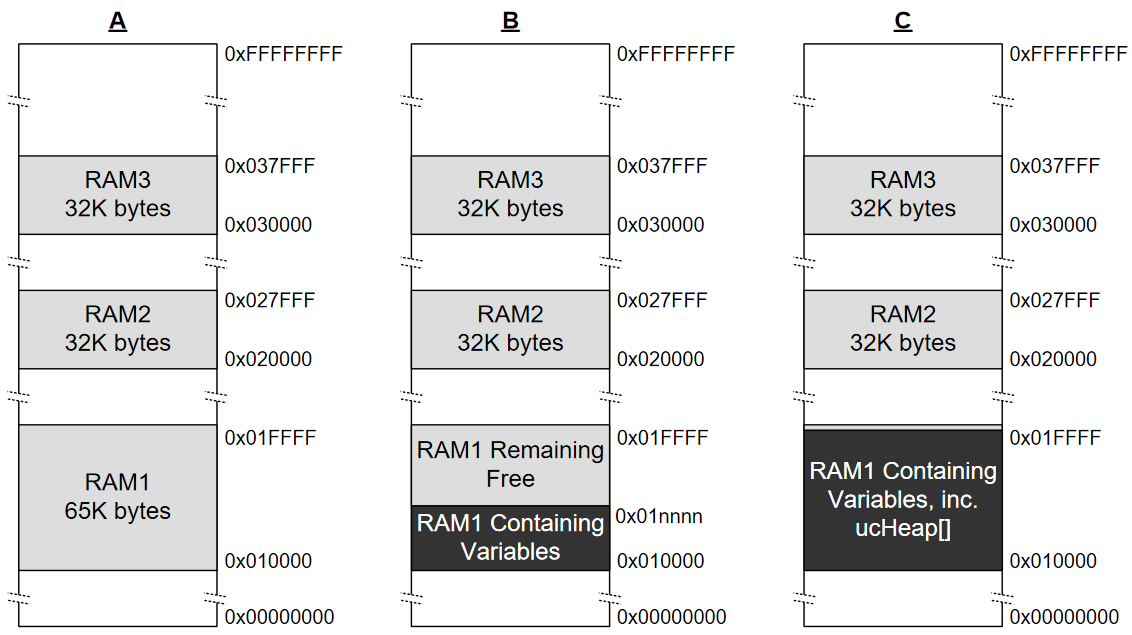 A
0xFFFFFFFF
RAM3
32K bytes
0x037FFF
0x030000
RAM2
32K bytes
0x027FFF
0x020000
RAM1
65K bytes
0x01FFFF
0x010000
0x00000000
B
0xFFFFFFFF
RAM3
32K bytes
0x037FFF
0x030000
RAM2
32K bytes
0x027FFF
0x020000
RAM1 Remaining
Free
0x01FFFF
RAM1 Containing
Variables
0x01nnnn
0x010000
0x00000000
C
0xFFFFFFFF
RAM3
32K bytes
0x037FFF
0x030000
RAM2
32K bytes
0x027FFF
0x020000
RAM1 Containing
Variables, inc.
ucHeap[]
0x01FFFF
0x010000
0x00000000